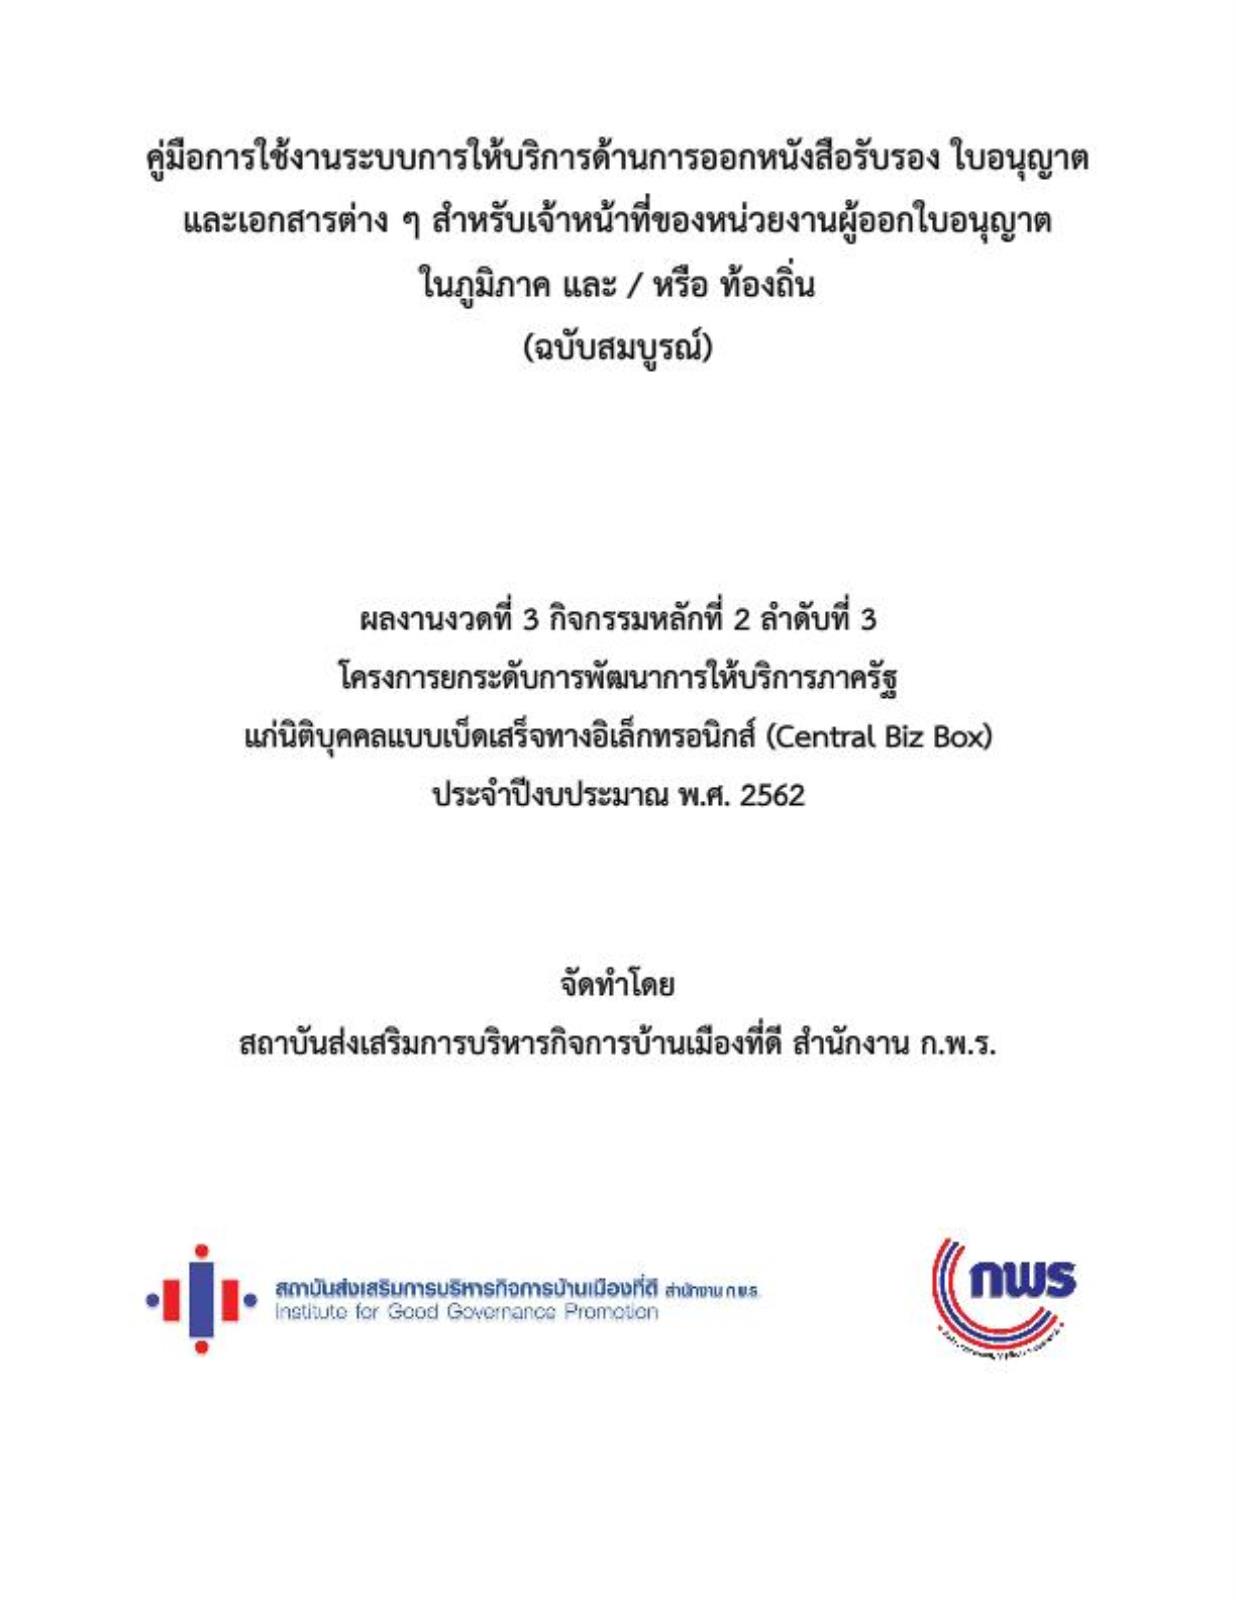 คู่มือการใช้งานระบบการให้บริการด้านการออกหนังสือรับรอง ใบอนุญาต
และเอกสารต่าง ๆ สำหรับเจ้าหน้าที่ของหน่วยงานผู้ออกใบอนุญาต
ในภูมิภาค และ / หรือ ท้องถิ่น
(ฉบับสมบูรณ์)
ผลงานงวดที่ 3 กิจกรรมหลักที่ 2 ลำดับที่ 3
โครงการยกระดับการพัฒนาการให้บริการภาครัฐ
แก่นิติบุคคลแบบเบ็ดเสร็จทางอิเล็กทรอนิกส์ (Central Biz Box)
ประจำปีงบประมาณ พ.ศ. 2562
จัดทำโดย
สถาบันส่งเสริมการบริหารกิจการบ้านเมืองที่ดี สำนักงาน ก.พ.ร.
สถาบันส่งเสริมการบริหารกิจการบ้านเมืองที่ดี สำนักงาน ก.พ.ร.
Institute for Good Governance Promotion
กพร